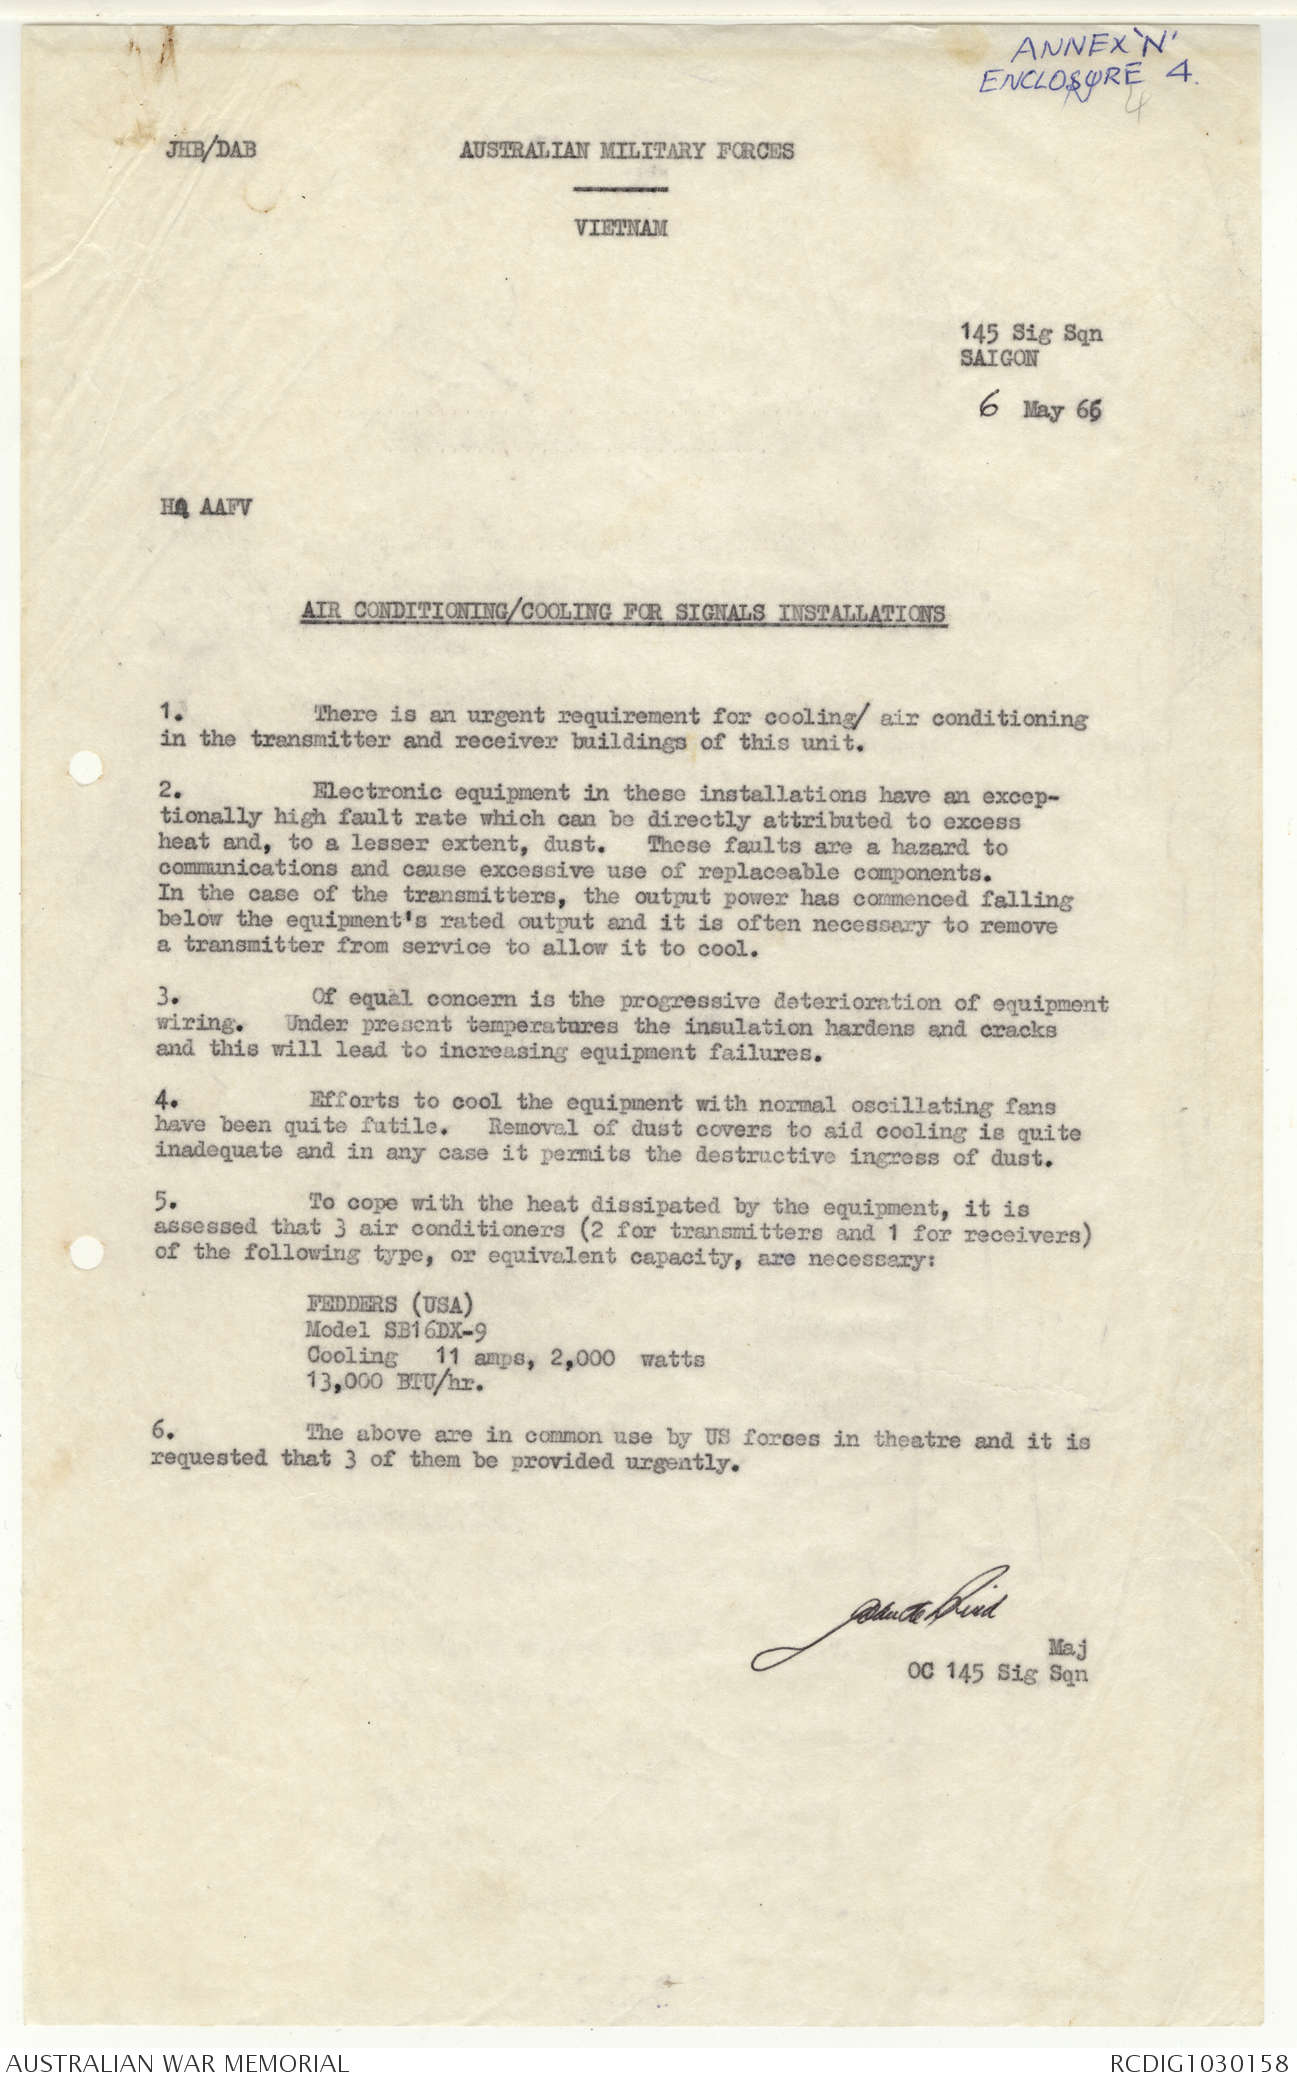 ANNEX 'N'
ENCLOSURE 4.
4
JHB/DAB
AUSTRALIAN MILITARY FORCES
VIETNAM
145 Sig Sqn
SAIGON
6 May 66
HQ AAFV
AIR CONDITIONING/COOLING FOR SIGNALS INSTALLATIONS
1. There is an urgent requirement for cooling/ air conditioning
in the transmitter and receiver buildings of this unit.
2. Electronic equipment in these installations have an excep-
tionally high fault rate which can be directly attributed to excess
heat and, to a lesser extent, dust. These faults are a hazard to
communications and cause excessive use of replaceable components.
In the case of the transmitters, the output power has commenced falling
below the equipment's rated output and it is often necessary to remove
a transmitter from service to allow it to cool.
3. Of equal concern is the progressive deterioration of equipment
wiring. Under present temperatures the insulation hardens and cracks
and this will lead to increasing equipment failures.
4. Efforts to cool the equipment with normal oscillating fans
have been quite futile. Removal of dust covers to aid cooling is quite
inadequate and in any case it permits the destructive ingress of dust.
5. To cope with the heat dissipated by the equipment, it is
assessed that 3 air conditioners (2 for transmitters and 1 for receivers)
of the following type, or equivalent capacity, are necessary:
FEDDERS (USA)
Model SB16DX-9
Cooling 11 amps, 2,000 watts
13,000 BTU/hr.
6. The above are in common use by US forces in theatre and it is
requested that 3 of them be provided urgently.
Maj
OC 145 Sig Sqn
AUSTRALIAN WAR MEMORIAL
RCDIG1030158